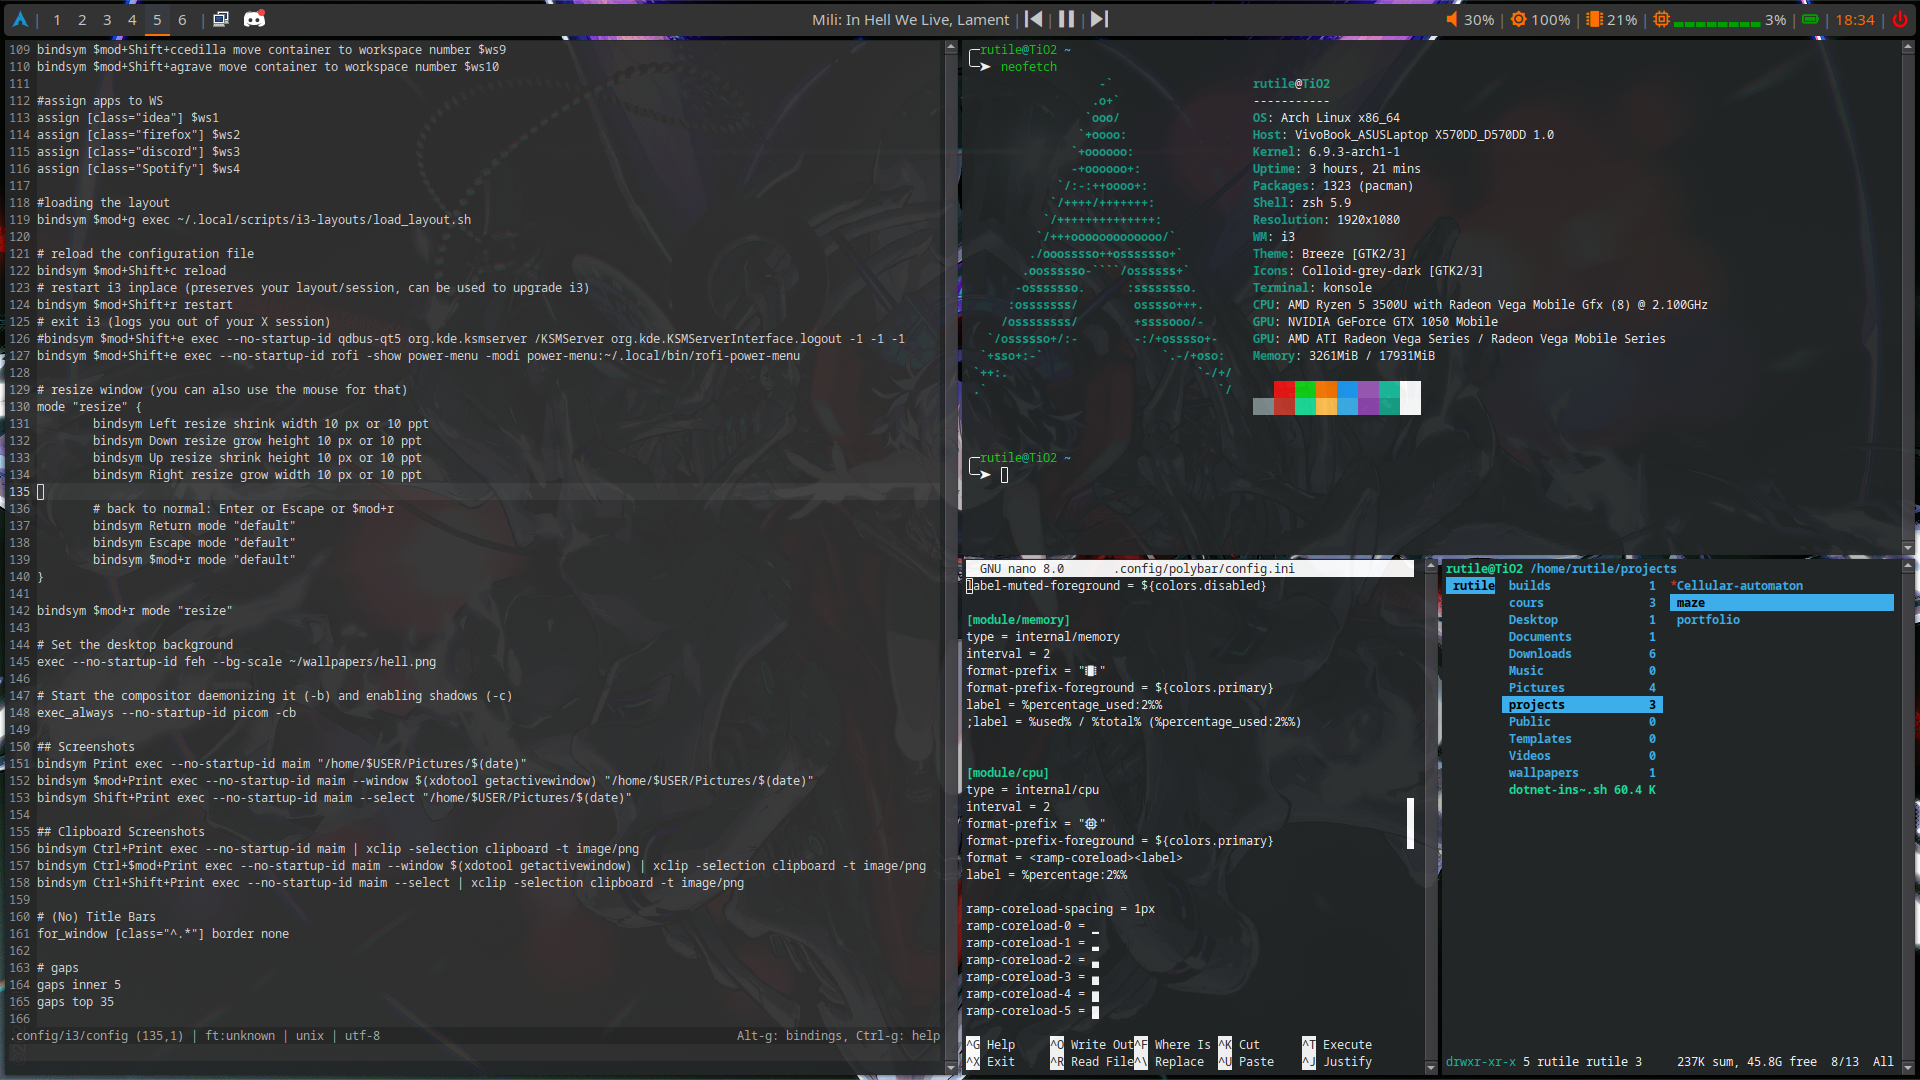 1 2 3 4 5 6
Mili: In Hell We Live, Lament
30% | 100% | 21% | 3% | 18:34
109 bindsym $mod+Shift+ccedilla move container to workspace number $ws9
110 bindsym $mod+Shift+agrave move container to workspace number $ws10
111
112 #assign apps to WS
113 assign [class="idea"] $ws1
114 assign [class="firefox"] $ws2
115 assign [class="discord"] $ws3
116 assign [class="Spotify"] $ws4
117
118 #loading the layout
119 bindsym $mod+g exec ~/.local/scripts/i3-layouts/load_layout.sh
120
121 # reload the configuration file
122 bindsym $mod+Shift+c reload
123 # restart i3 inplace (preserves your layout/session, can be used to upgrade i3)
124 bindsym $mod+Shift+r restart
125 # exit i3 (logs you out of your X session)
126 #bindsym $mod+Shift+e exec --no-startup-id qdbus-qt5 org.kde.ksmserver /KSMServer org.kde.KSMServerInterface.logout -1 -1 -1
127 bindsym $mod+Shift+e exec --no-startup-id rofi -show power-menu -modi power-menu:~/.local/bin/rofi-power-menu
128
129 # resize window (you can also use the mouse for that)
130 mode "resize" {
131 bindsym Left resize shrink width 10 px or 10 ppt
132 bindsym Down resize grow height 10 px or 10 ppt
133 bindsym Up resize shrink height 10 px or 10 ppt
134 bindsym Right resize grow width 10 px or 10 ppt
135
136 # back to normal: Enter or Escape or $mod+r
137 bindsym Return mode "default"
138 bindsym Escape mode "default"
139 bindsym $mod+r mode "default"
140 }
141
142 bindsym $mod+r mode "resize"
143
144 # Set the desktop background
145 exec --no-startup-id feh --bg-scale ~/wallpapers/hell.png
146
147 # Start the compositor daemonizing it (-b) and enabling shadows (-c)
148 exec_always --no-startup-id picom -cb
149
150 ## Screenshots
151 bindsym Print exec --no-startup-id maim "/home/$USER/Pictures/$(date)"
152 bindsym $mod+Print exec --no-startup-id maim --window $(xdotool getactivewindow) "/home/$USER/Pictures/$(date)"
153 bindsym Shift+Print exec --no-startup-id maim --select "/home/$USER/Pictures/$(date)"
154
155 ## Clipboard Screenshots
156 bindsym Ctrl+Print exec --no-startup-id maim | xclip -selection clipboard -t image/png
157 bindsym Ctrl+$mod+Print exec --no-startup-id maim --window $(xdotool getactivewindow) | xclip -selection clipboard -t image/png
158 bindsym Ctrl+Shift+Print exec --no-startup-id maim --select | xclip -selection clipboard -t image/png
159
160 # (No) Title Bars
161 for_window [class="^.*"] border none
162
163 # gaps
164 gaps inner 5
165 gaps top 35
166
.config/i3/config (135,1) | ft:unknown | unix | utf-8 Alt-g: bindings, Ctrl-g: help
rutile@TiO2 ~
neofetch
-`
.o+`
`ooo/
`+oooo:
`+oooooo:
-+oooooo+:
`/:-:++oooo+:
`/++++/+++++++:
`/++++++++++++++:
`/+++ooooooooooooo/`
./ooosssso++osssssso+`
.oossssso-````/ossssss+`
-osssssso. :ssssssso.
:osssssss/ osssso+++.
/ossssssss/ +ssssooo/-
`/ossssso+/:- -:/+osssso+-
`+sso+:-` `.-/+oso:
`++:. `-/+/
.` `/
rutile@TiO2
-----------
OS: Arch Linux x86_64
Host: VivoBook_ASUSLaptop X570DD_D570DD 1.0
Kernel: 6.9.3-arch1-1
Uptime: 3 hours, 21 mins
Packages: 1323 (pacman)
Shell: zsh 5.9
Resolution: 1920x1080
WM: i3
Theme: Breeze [GTK2/3]
Icons: Colloid-grey-dark [GTK2/3]
Terminal: konsole
CPU: AMD Ryzen 5 3500U with Radeon Vega Mobile Gfx (8) @ 2.100GHz
GPU: NVIDIA GeForce GTX 1050 Mobile
GPU: AMD ATI Radeon Vega Series / Radeon Vega Mobile Series
Memory: 3261MiB / 17931MiB
rutile@TiO2 ~
GNU nano 8.0 .config/polybar/config.ini
label-muted-foreground = ${colors.disabled}
[module/memory]
type = internal/memory
interval = 2
format-prefix = ""
format-prefix-foreground = ${colors.primary}
label = %percentage_used:2%%
;label = %used% / %total% (%percentage_used:2%%)
[module/cpu]
type = internal/cpu
interval = 2
format-prefix = ""
format-prefix-foreground = ${colors.primary}
format = <ramp-coreload><label>
label = %percentage:2%%
ramp-coreload-spacing = 1px
ramp-coreload-0 = ▁
ramp-coreload-1 = ▂
ramp-coreload-2 = ▃
ramp-coreload-3 = ▄
ramp-coreload-4 = ▅
ramp-coreload-5 = ▆
^G Help ^O Write Out ^F Where Is ^K Cut ^T Execute
^X Exit ^R Read File ^\ Replace ^U Paste ^J Justify
rutile@TiO2 /home/rutile/projects
rutile
builds 1
cours 3
Desktop 1
Documents 1
Downloads 6
Music 0
Pictures 4
projects 3
Public 0
Templates 0
Videos 0
wallpapers 1
dotnet-ins~.sh 60.4 K
*Cellular-automaton
maze
portfolio
drwxr-xr-x 5 rutile rutile 3 237K sum, 45.8G free 8/13 All